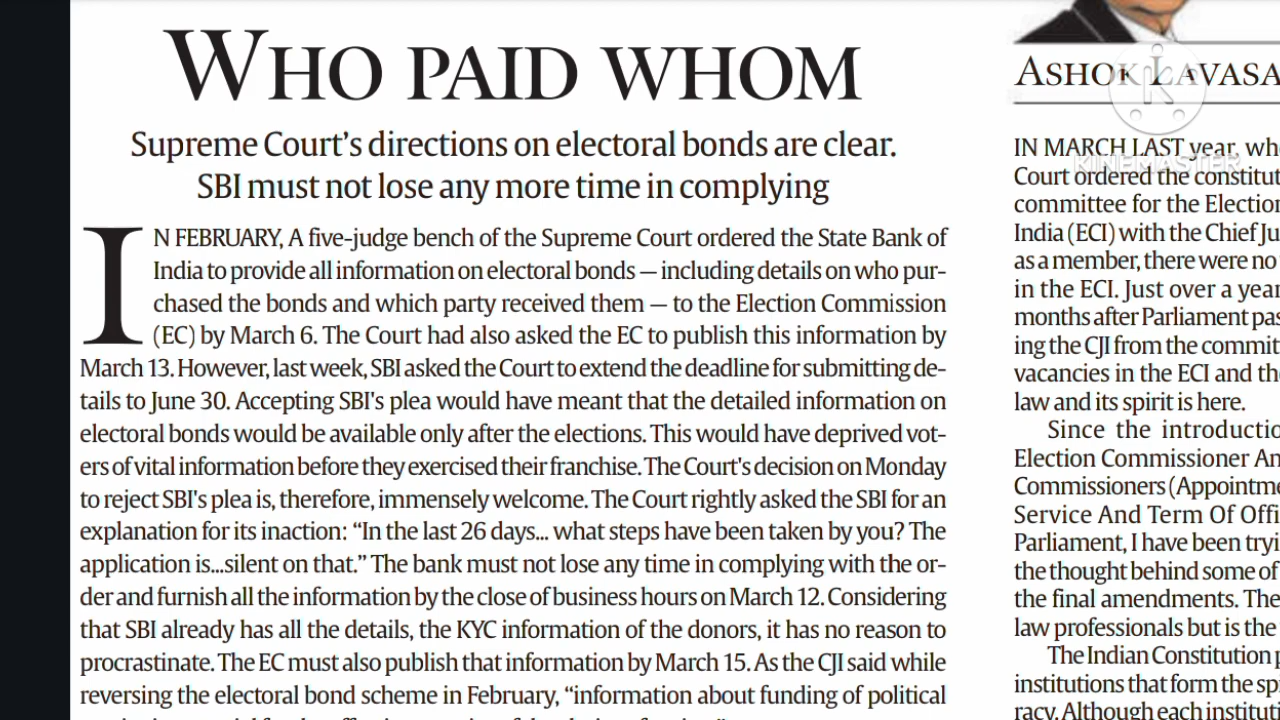 WHO PAID WHOM
Supreme Court's directions on electoral bonds are clear.
SBI must not lose any more time in complying
IN FEBRUARY, A five-judge bench of the Supreme Court ordered the State Bank of
India to provide all information on electoral bonds — including details on who pur-
chased the bonds and which party received them — to the Election Commission
(EC) by March 6. The Court had also asked the EC to publish this information by
March 13. However, last week, SBI asked the Court to extend the deadline for submitting de-
tails to June 30. Accepting SBI's plea would have meant that the detailed information on
electoral bonds would be available only after the elections. This would have deprived vot-
ers of vital information before they exercised their franchise. The Court's decision on Monday
to reject SBI's plea is, therefore, immensely welcome. The Court rightly asked the SBI for an
explanation for its inaction: “In the last 26 days... what steps have been taken by you? The
application is...silent on that.” The bank must not lose any time in complying with the or-
der and furnish all the information by the close of business hours on March 12. Considering
that SBI already has all the details, the KYC information of the donors, it has no reason to
procrastinate. The EC must also publish that information by March 15. As the CJI said while
reversing the electoral bond scheme in February, “information about funding of political
ASHOK LAVASA
KINEMASTER
IN MARCH LAST year, whe
Court ordered the constitut
committee for the Election
India (ECI) with the Chief Ju
as a member, there were no
in the ECI. Just over a year
months after Parliament pas
ing the CJI from the committ
vacancies in the ECI and the
law and its spirit is here.
Since the introductio
Election Commissioner An
Commissioners (Appointme
Service And Term Of Offi
Parliament, I have been tryi
the thought behind some of
the final amendments. The
law professionals but is the
The Indian Constitution p
institutions that form the spi
racy. Although each instituti